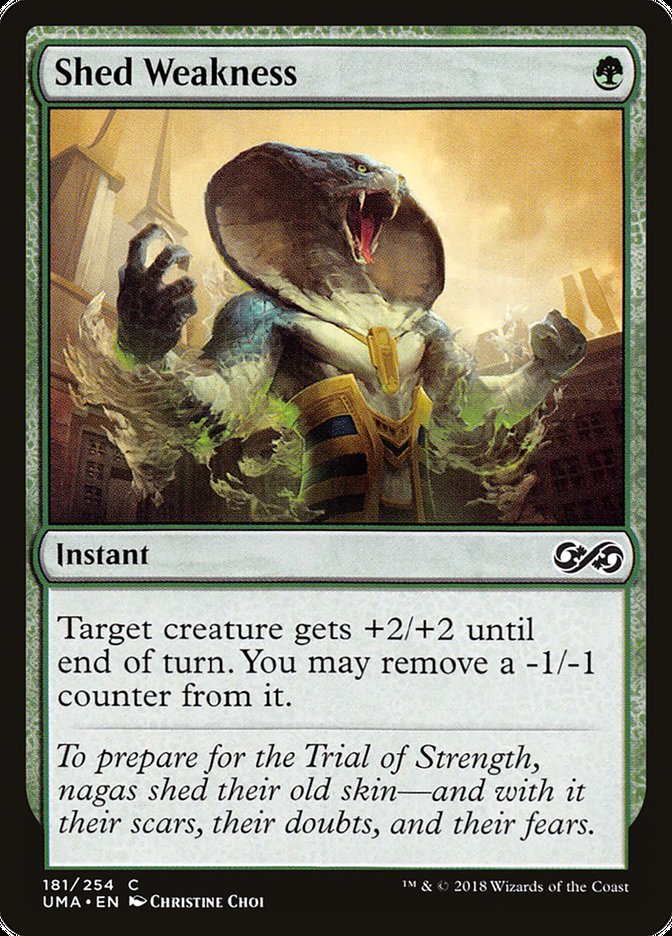 Shed Weakness
Instant
Target creature gets +2/+2 until
end of turn. You may remove a -1/-1
counter from it.
To prepare for the Trial of Strength,
nagas shed their old skin—and with it
their scars, their doubts, and their fears.
181/254 C
™ & © 2018 Wizards of the Coast
UMA • EN Christine Choi